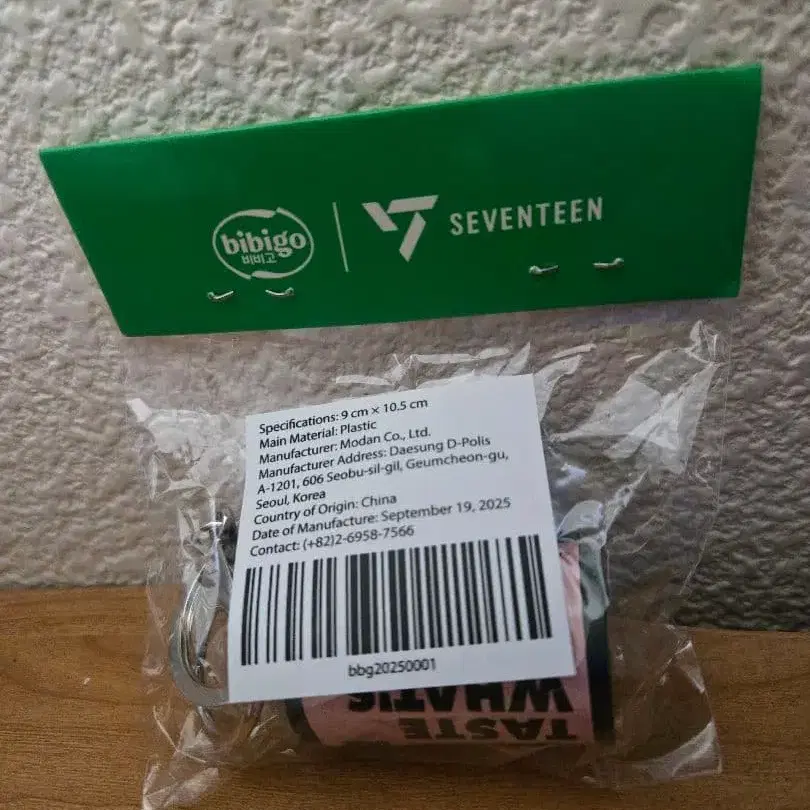 bibigo
비비고
SEVENTEEN
Specifications: 9 cm × 10.5 cm
Main Material: Plastic
Manufacturer: Modan Co., Ltd.
Manufacturer Address: Daesung D-Polis
A-1201, 606 Seobu-sil-gil, Geumcheon-gu,
Seoul, Korea
Country of Origin: China
Date of Manufacture: September 19, 2025
Contact: (+82)2-6958-7566
bbg20250001
TASTE
WHAT'S